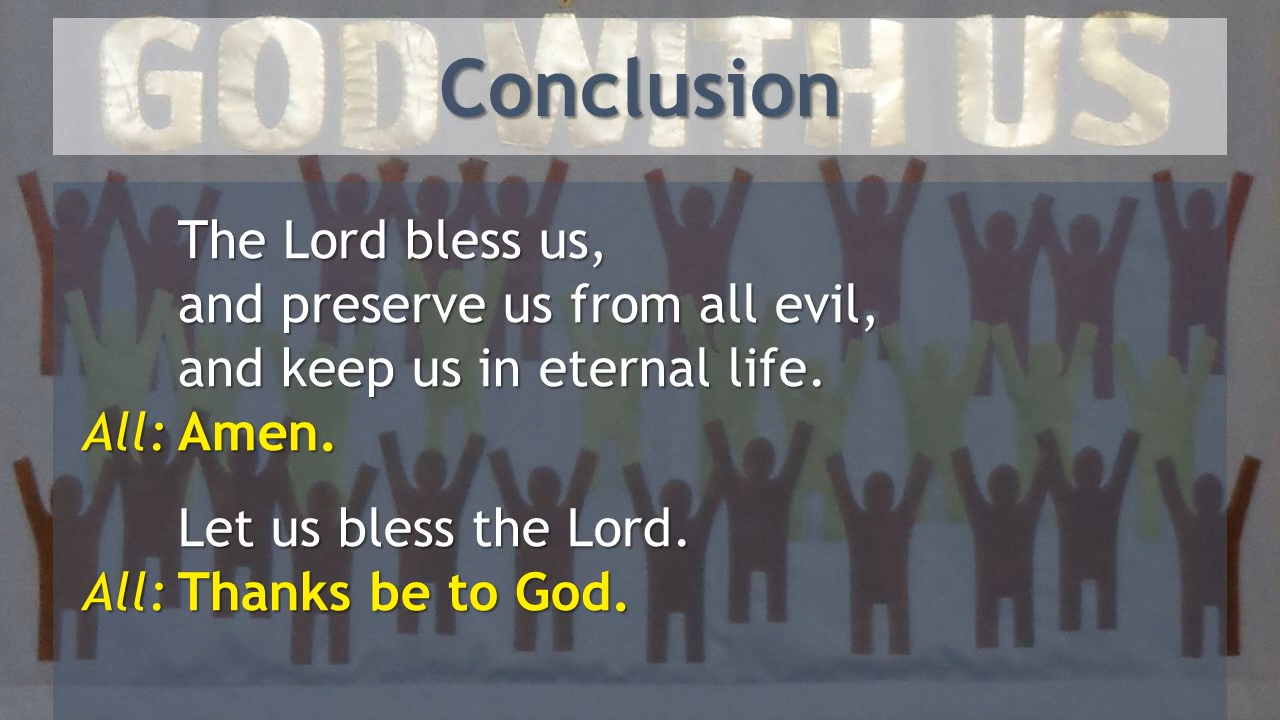 GOD WITH US
Conclusion
The Lord bless us,
and preserve us from all evil,
and keep us in eternal life.
All: Amen.
Let us bless the Lord.
All: Thanks be to God.